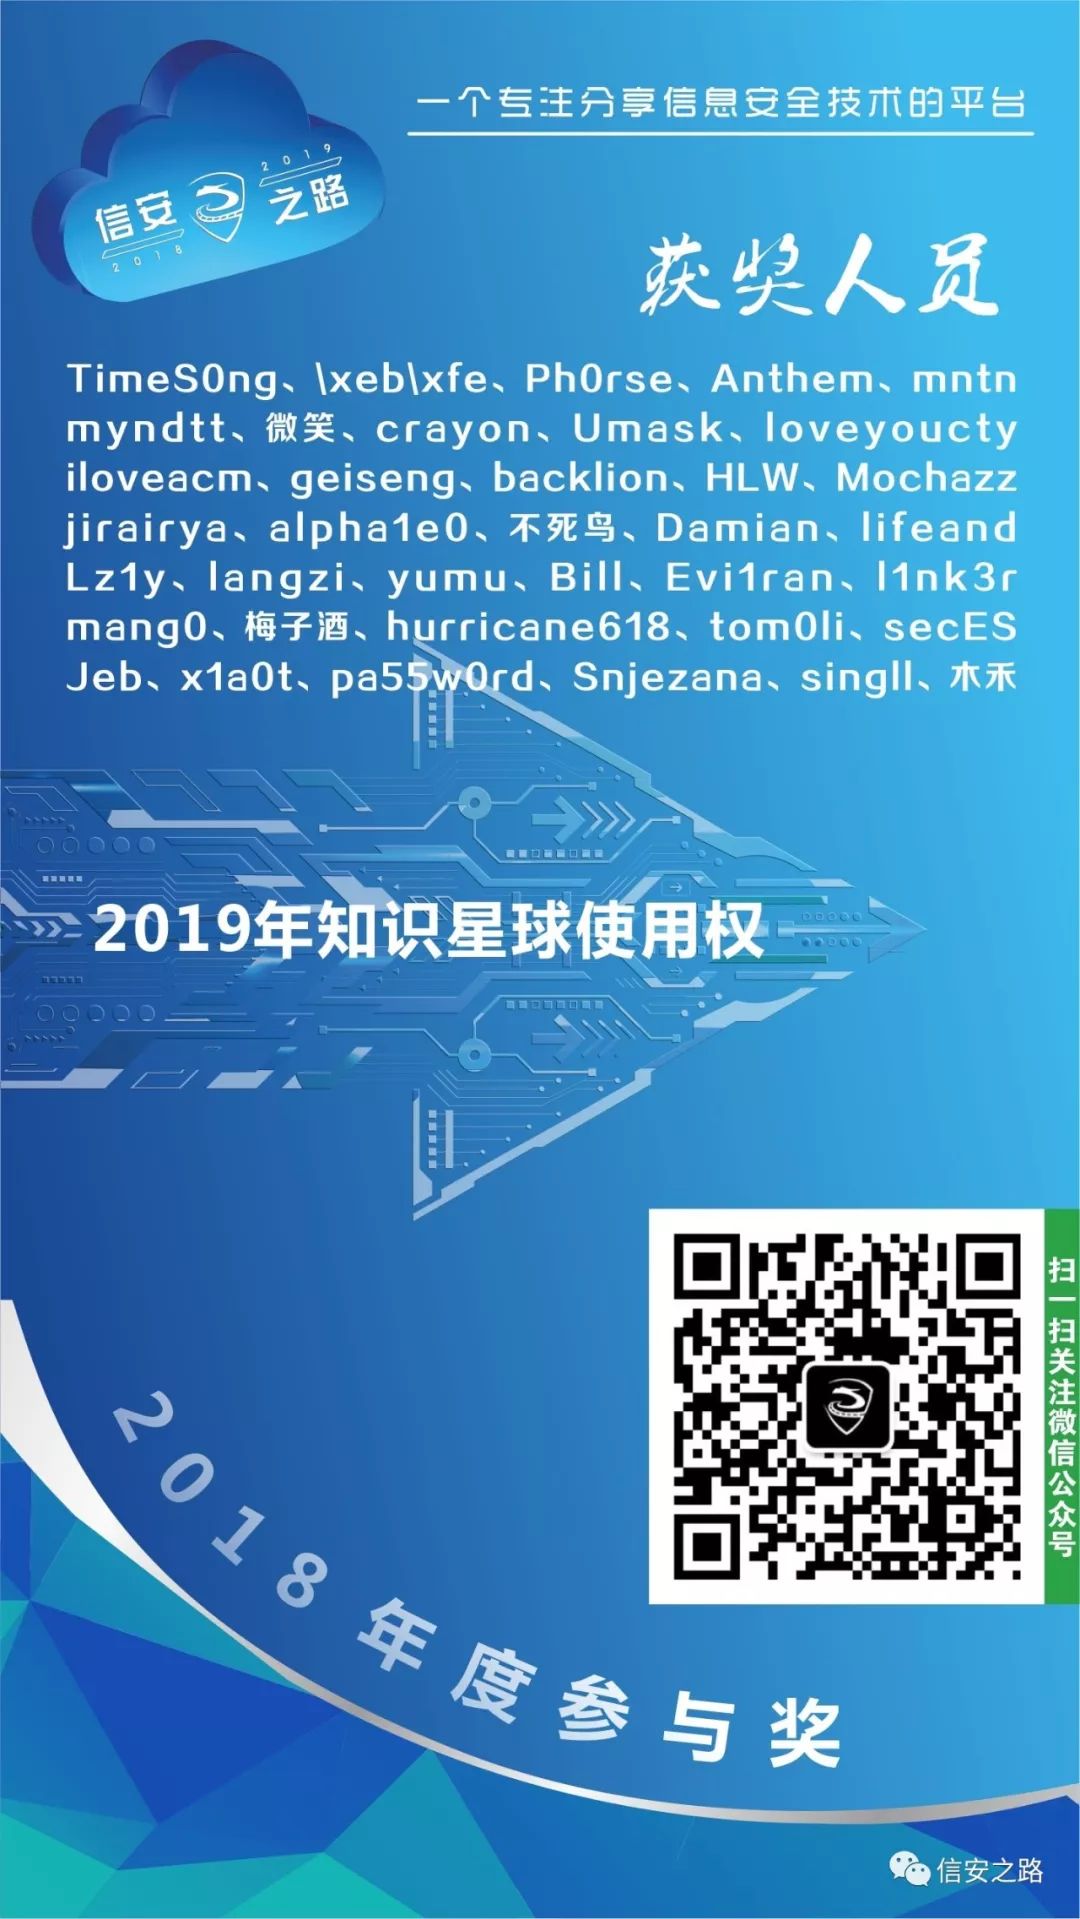 一个专注分享信息安全技术的平台
2019
信安之路
2018
获奖人员
TimeS0ng、\xeb\xfe、Ph0rse、Anthem、mntn
myndtt、微笑、crayon、Umask、loveyoucty
iloveacm、geiseng、backlion、HLW、Mochazz
jirairya、alpha1e0、不死鸟、Damian、lifeand
Lz1y、langzi、yumu、Bill、Evi1ran、l1nk3r
mang0、梅子酒、hurricane618、tom0li、secES
Jeb、x1a0t、pa55w0rd、Snjezana、singll、木禾
2019年知识星球使用权
扫一扫关注微信公众号
2018年度参与奖
信安之路